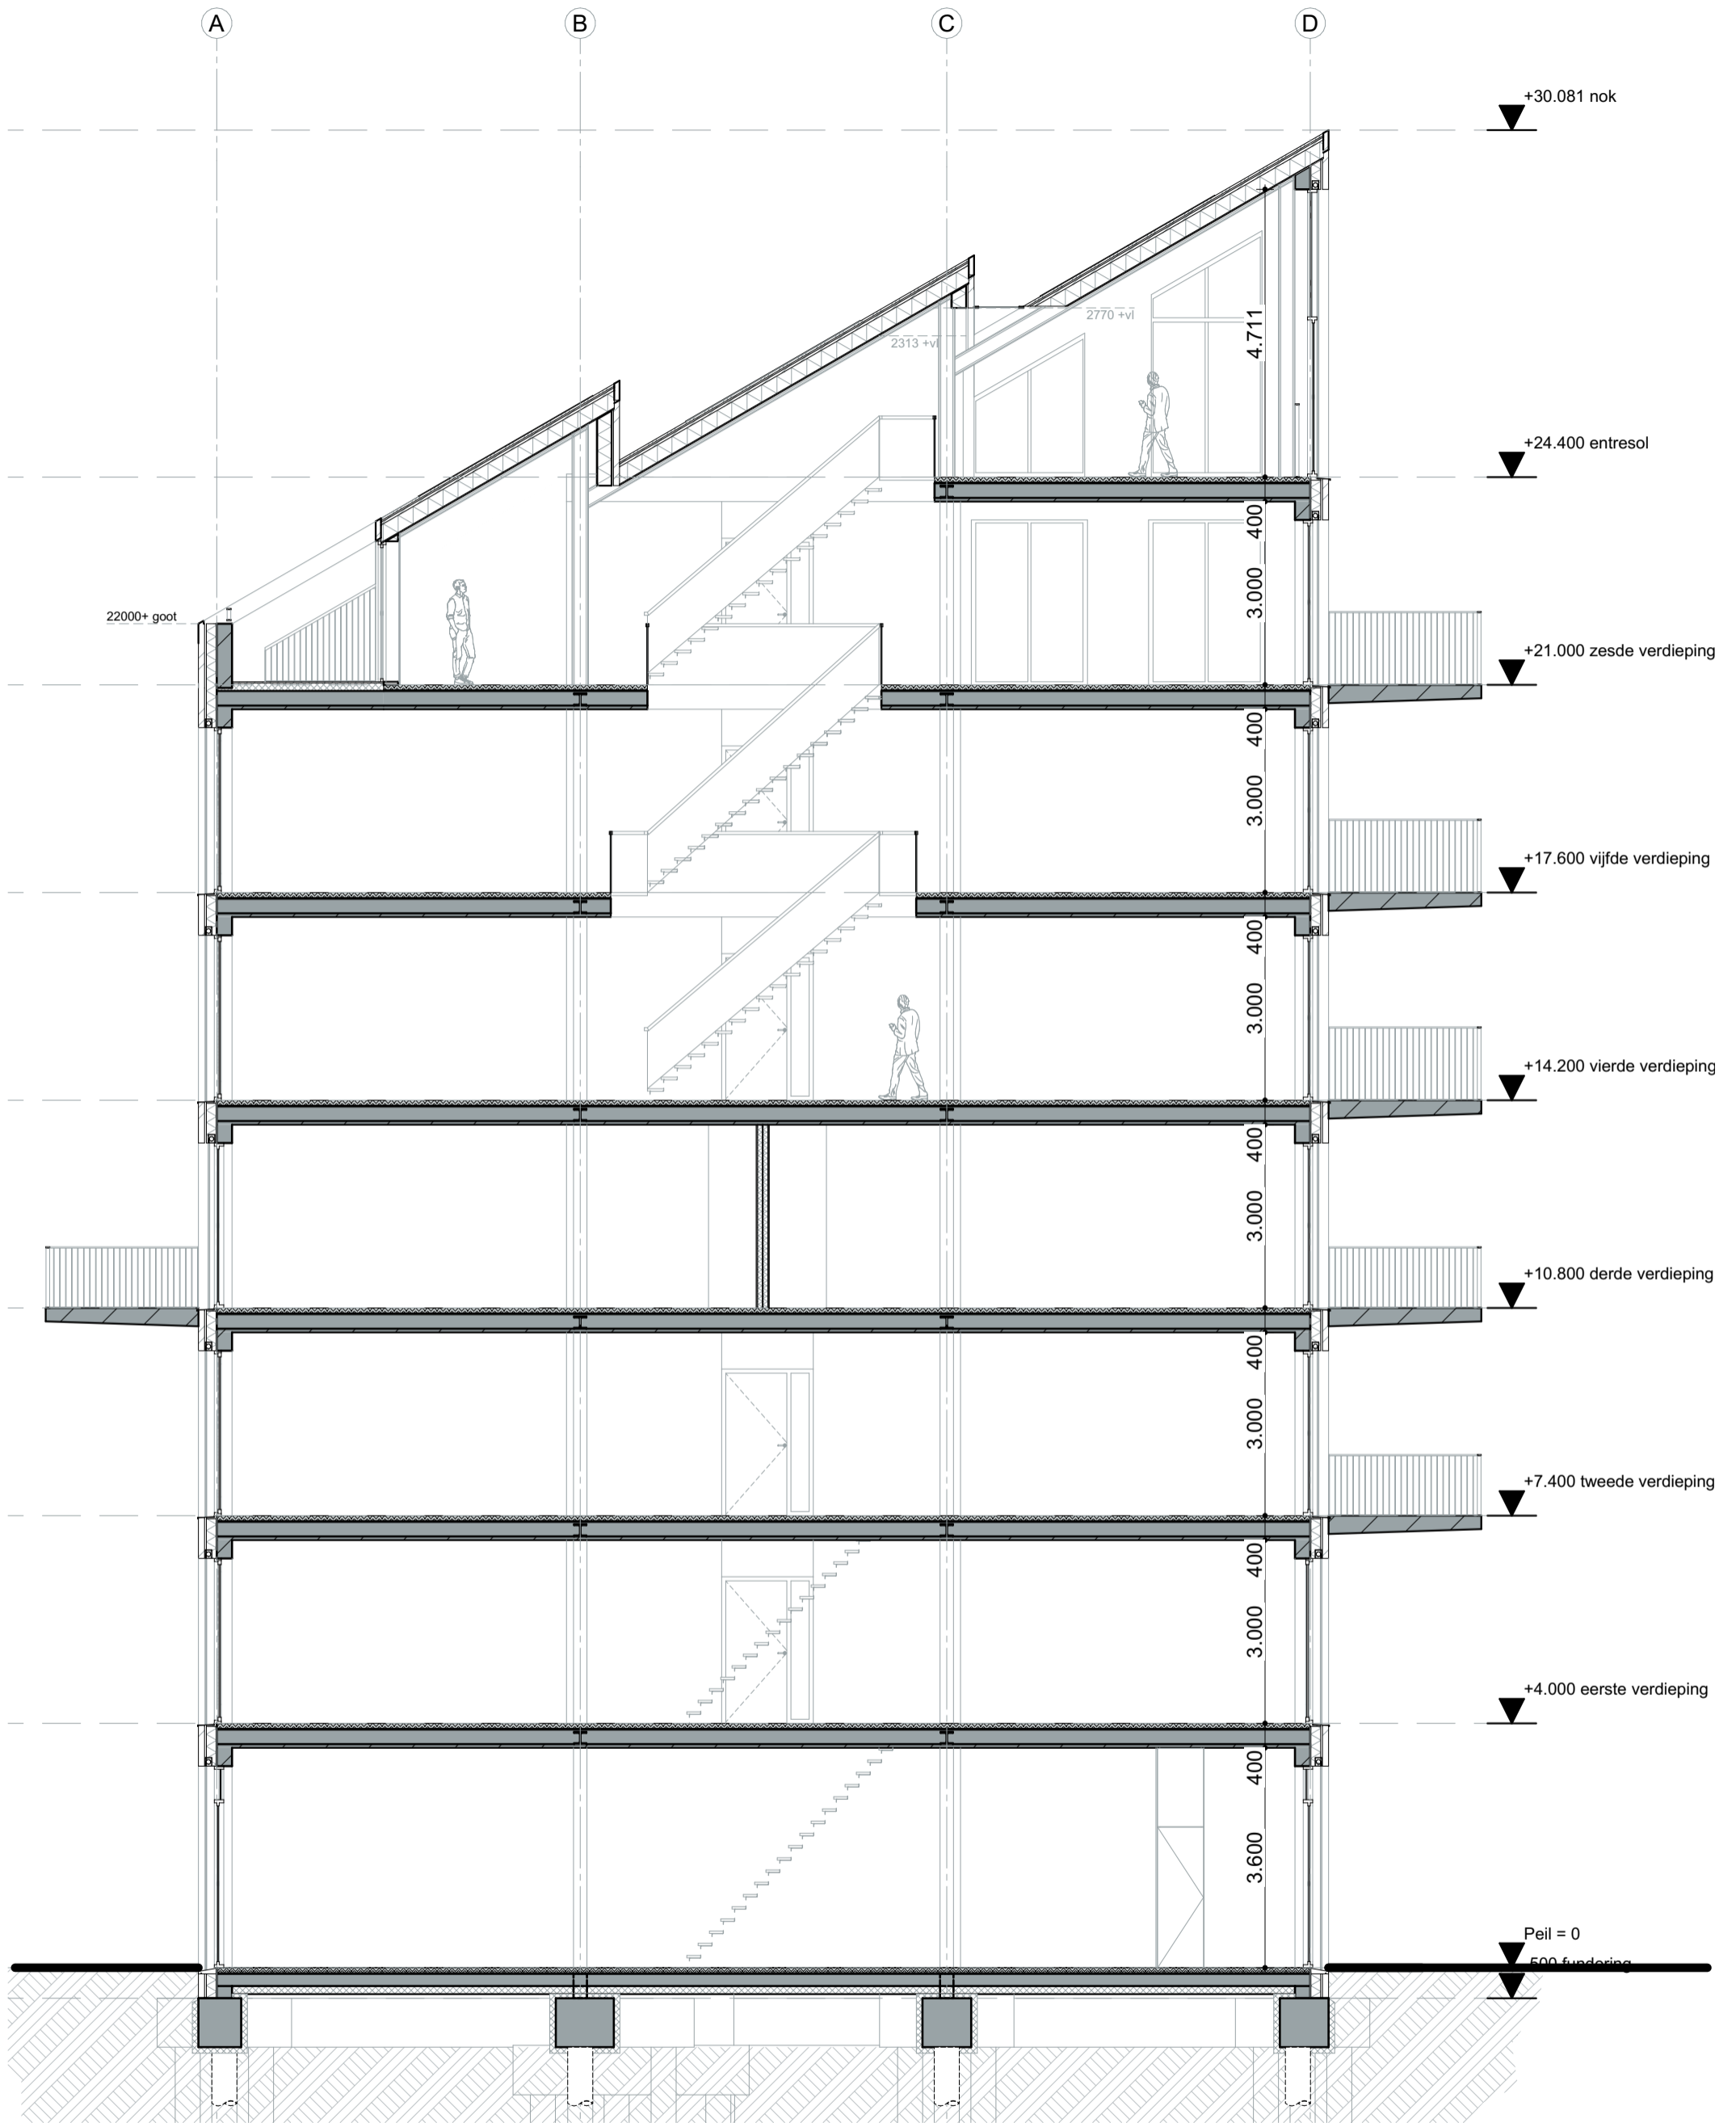 A B C D
+30.081 nok
2770 +vl
2313 +vl
4.711
+24.400 entresol
400
3.000
22000+ goot
+21.000 zesde verdieping
400
3.000
+17.600 vijfde verdieping
400
3.000
+14.200 vierde verdieping
400
3.000
+10.800 derde verdieping
400
3.000
+7.400 tweede verdieping
400
3.000
+4.000 eerste verdieping
400
3.600
Peil = 0
-500 fundering